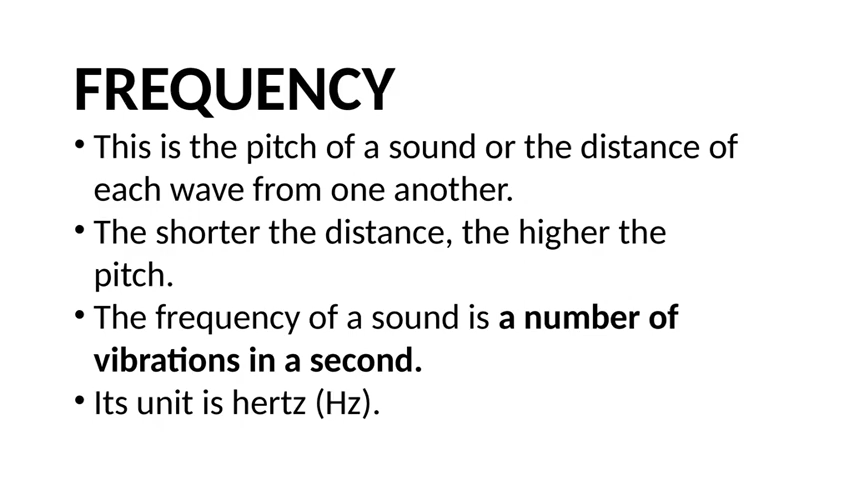 FREQUENCY
• This is the pitch of a sound or the distance of
each wave from one another.
• The shorter the distance, the higher the
pitch.
• The frequency of a sound is a number of
vibrations in a second.
• Its unit is hertz (Hz).